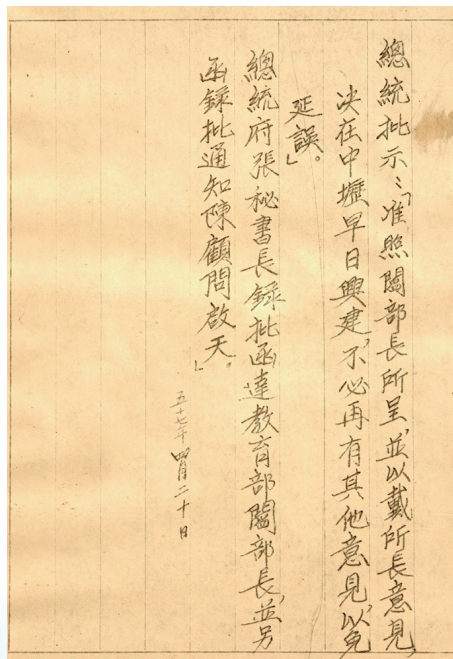 總統批示：「准照閻部長所呈，並以戴所長意見，
决在中壢早日興建，不必再有其他意見，以免
延誤。」
總統府張秘書長錄批函達教育部閻部長，並另
函錄批通知陳顧問啟天。」
五十七年四月二十日